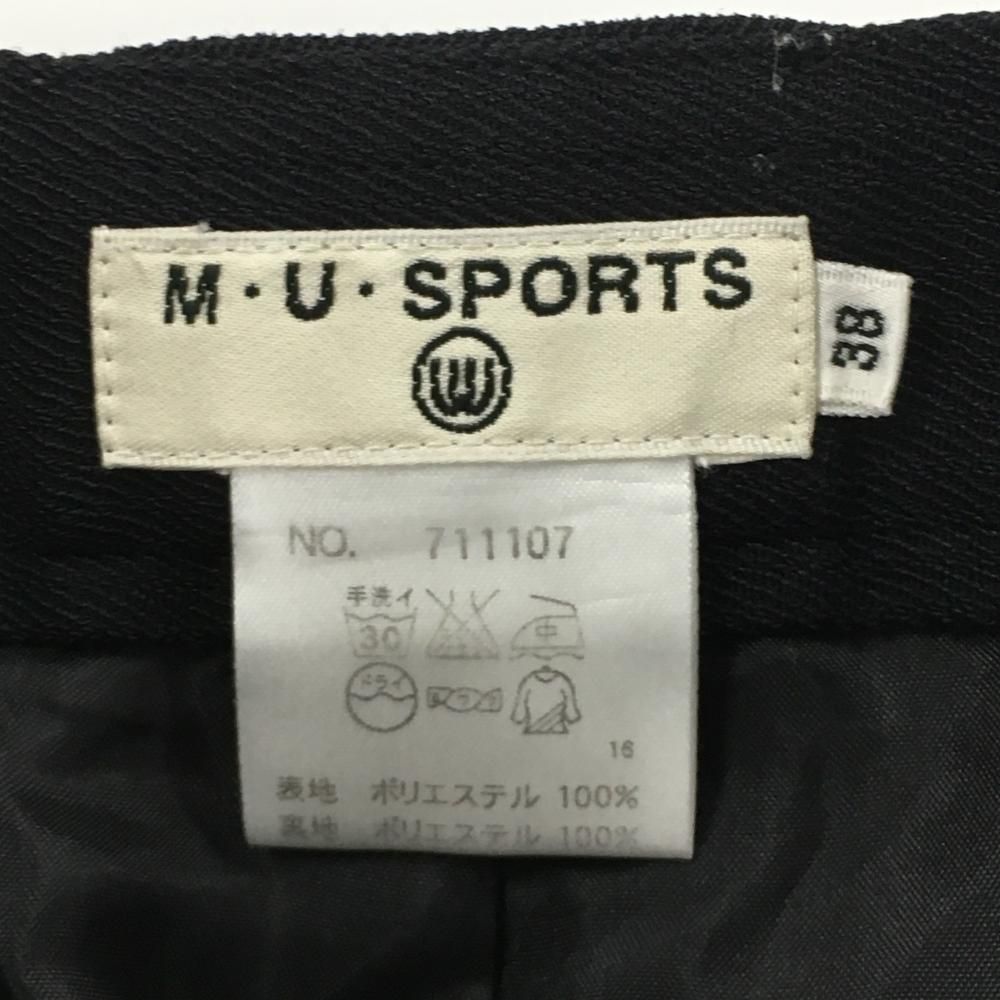 M・U・SPORTS
38
NO. 711107
手洗イ
30
中
ドライ
16
表地 ポリエステル 100%
裏地 ポリエステル 100%